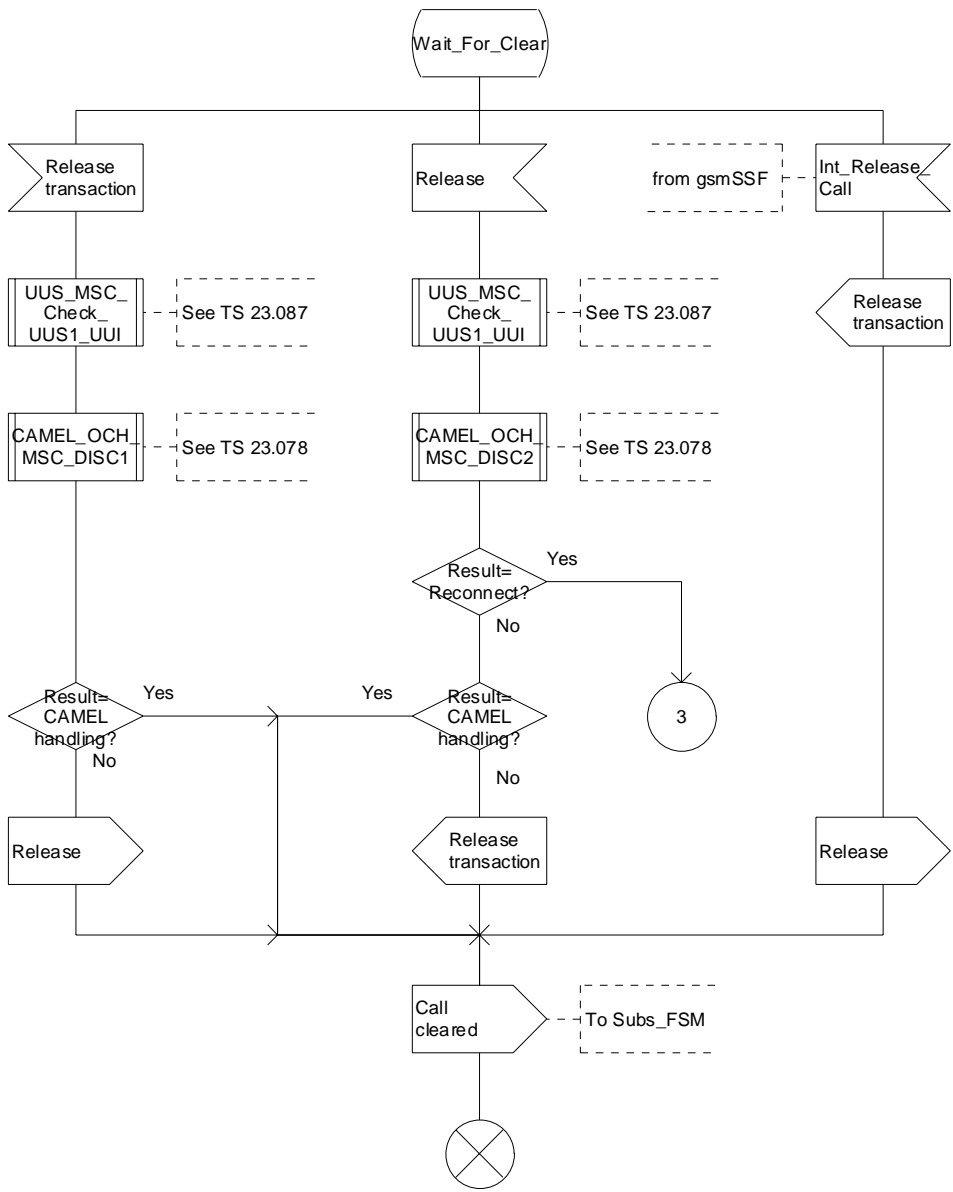 Wait_For_Clear
Release
transaction
Release
from gsmSSF
Int_Release_
Call
UUS_MSC_
Check_
UUS1_UUI
See TS 23.087
UUS_MSC_
Check_
UUS1_UUI
See TS 23.087
Release
transaction
CAMEL_OCH_
MSC_DISC1
See TS 23.078
CAMEL_OCH_
MSC_DISC2
See TS 23.078
Result=
Reconnect?
Yes
No
Result=
CAMEL
handling?
Yes
No
Yes
Result=
CAMEL
handling?
No
3
Release
Release
transaction
Release
Call
cleared
To Subs_FSM